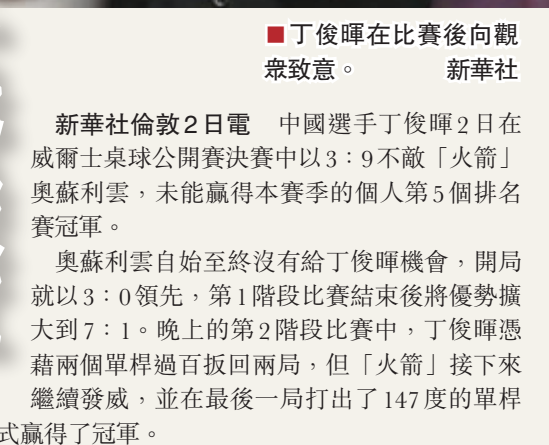 ■丁俊暉在比賽後向觀
衆致意。 新華社
新華社倫敦2日電 中國選手丁俊暉2日在
威爾士桌球公開賽決賽中以3：9不敵「火箭」
奧蘇利雲，未能贏得本賽季的個人第5個排名
賽冠軍。
奧蘇利雲自始至終沒有給丁俊暉機會，開局
就以3：0領先，第1階段比賽結束後將優勢擴
大到7：1。晚上的第2階段比賽中，丁俊暉憑
藉兩個單桿過百扳回兩局，但「火箭」接下來
繼續發威，並在最後一局打出了147度的單桿
式贏得了冠軍。